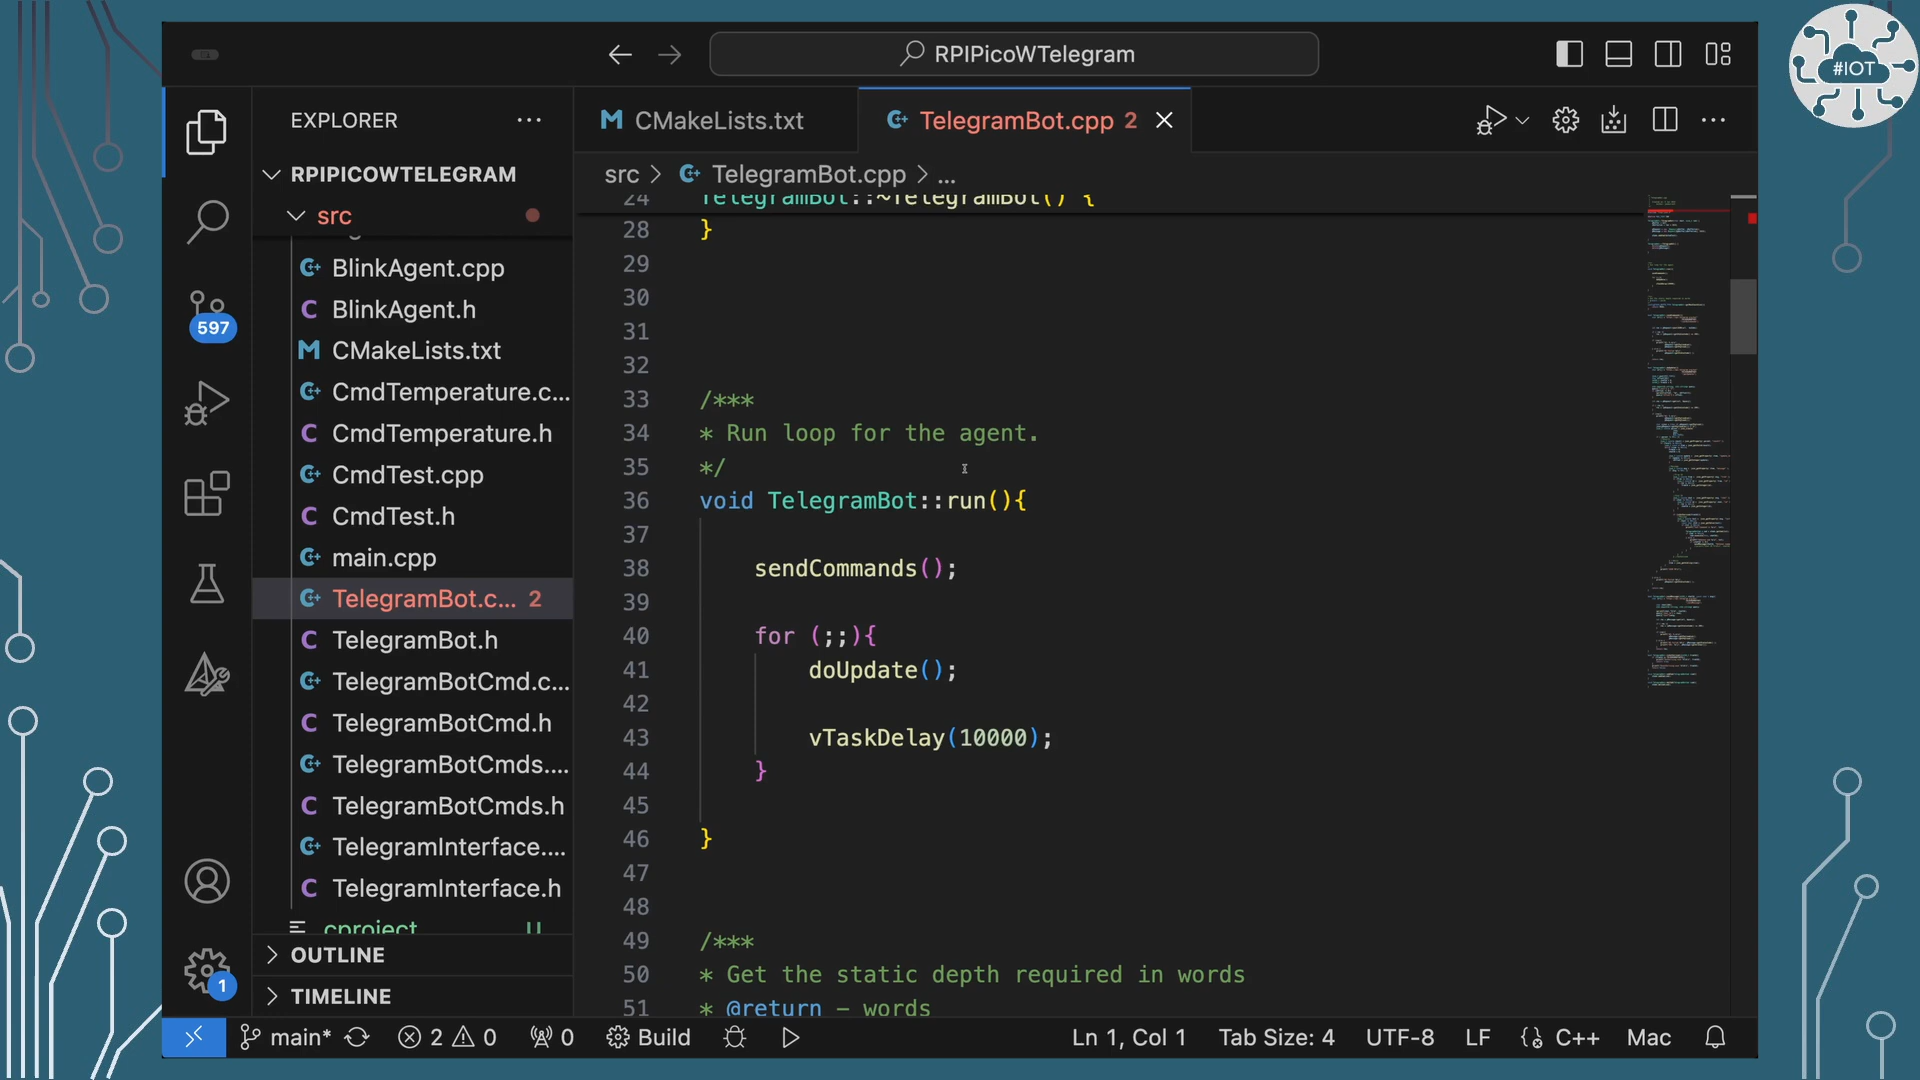 RPIPicoWTelegram
#IOT
EXPLORER
CMakeLists.txt
TelegramBot.cpp 2
RPIPICOWTELEGRAM
src
BlinkAgent.cpp
BlinkAgent.h
CMakeLists.txt
CmdTemperature.c...
CmdTemperature.h
CmdTest.cpp
CmdTest.h
main.cpp
TelegramBot.c... 2
TelegramBot.h
TelegramBotCmd.c...
TelegramBotCmd.h
TelegramBotCmds....
TelegramBotCmds.h
TelegramInterface....
TelegramInterface.h
cproject U
OUTLINE
TIMELINE
597
1
src > TelegramBot.cpp > ...
24 TelegramBot::~TelegramBot() {
28 }
29
30
31
32
33 /***
34 * Run loop for the agent.
35 */
36 void TelegramBot::run(){
37
38 sendCommands();
39
40 for (;;){
41 doUpdate();
42
43 vTaskDelay(10000);
44 }
45
46 }
47
48
49 /***
50 * Get the static depth required in words
51 * @return - words
main* 2 0 0 Build Ln 1, Col 1 Tab Size: 4 UTF-8 LF C++ Mac